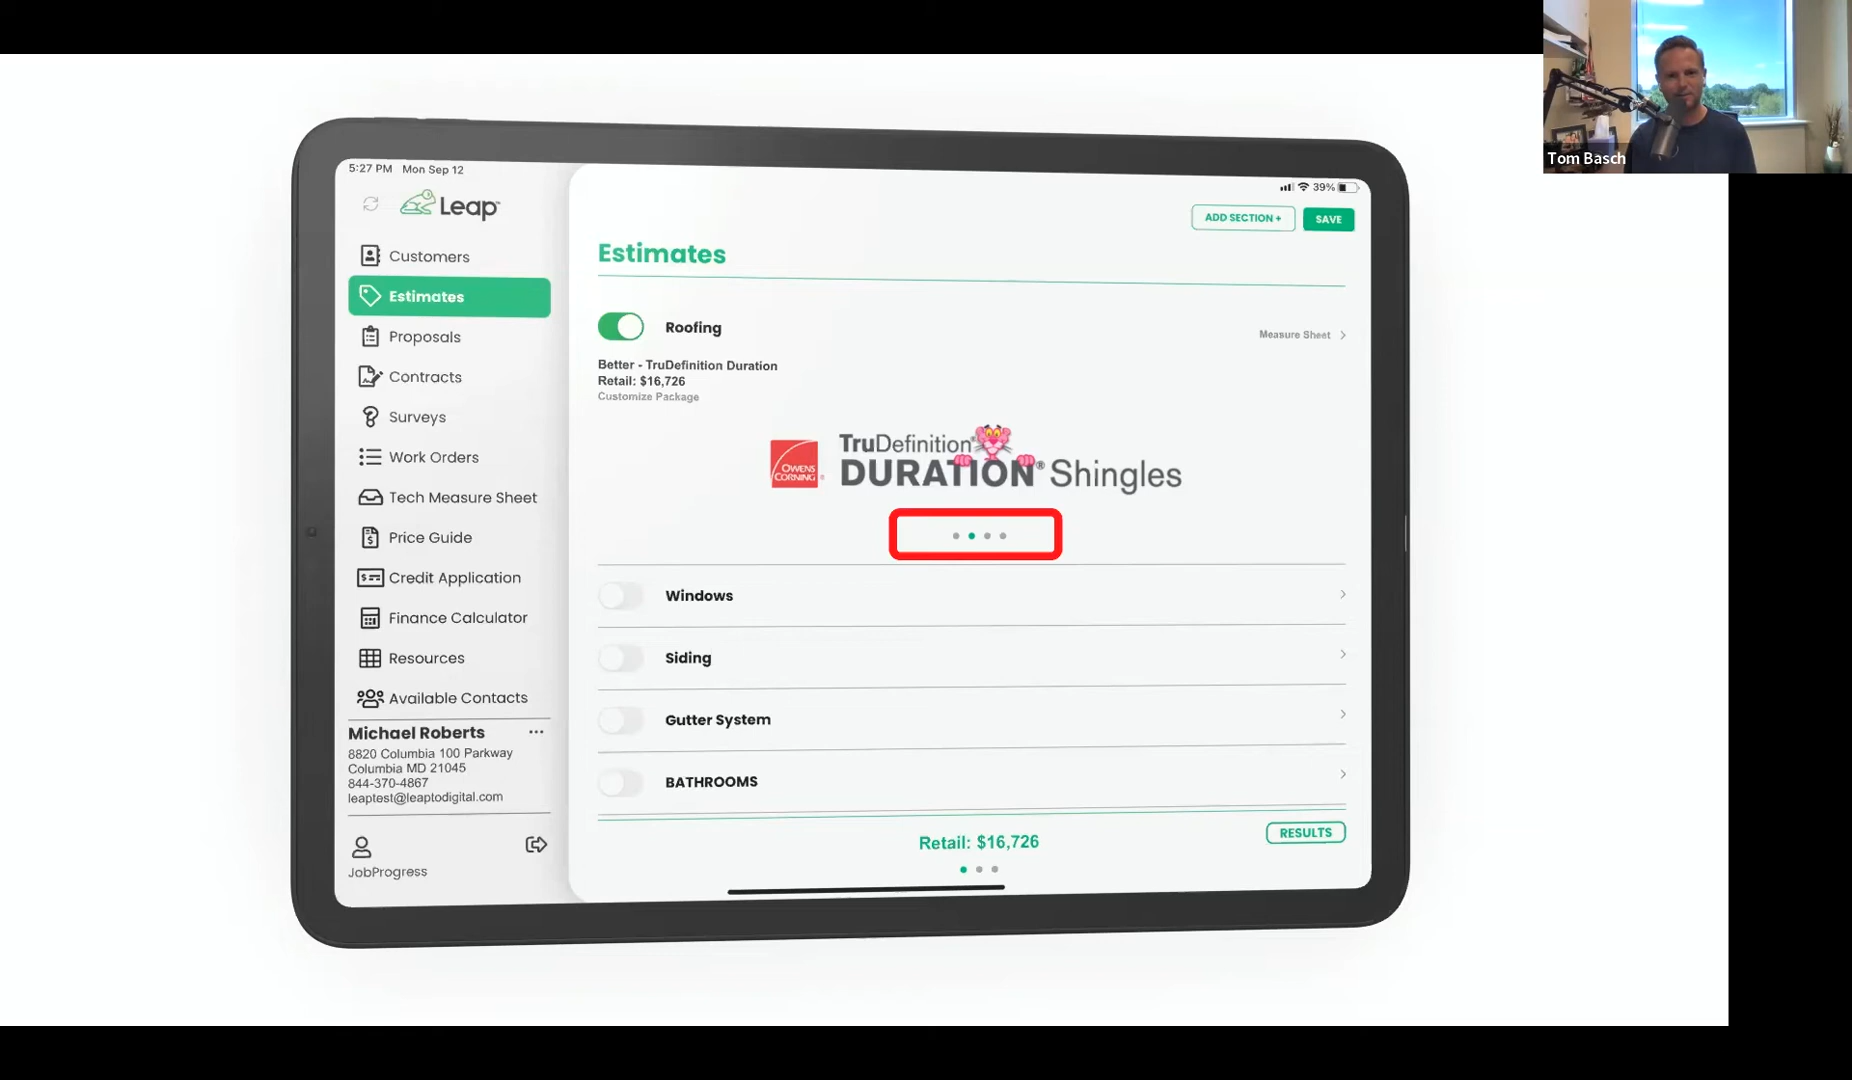 Tom Basch
5:27 PM Mon Sep 12
39%
Leap
Customers
Estimates
Proposals
Contracts
Surveys
Work Orders
Tech Measure Sheet
Price Guide
Credit Application
Finance Calculator
Resources
Available Contacts
Michael Roberts
8820 Columbia 100 Parkway
Columbia MD 21045
844-370-4867
leaptest@leaptodigital.com
JobProgress
ADD SECTION +
SAVE
Estimates
Roofing
Measure Sheet
Better - TruDefinition Duration
Retail: $16,726
Customize Package
OWENS
CORNING
TruDefinition®
DURATION® Shingles
Windows
Siding
Gutter System
BATHROOMS
Retail: $16,726
RESULTS